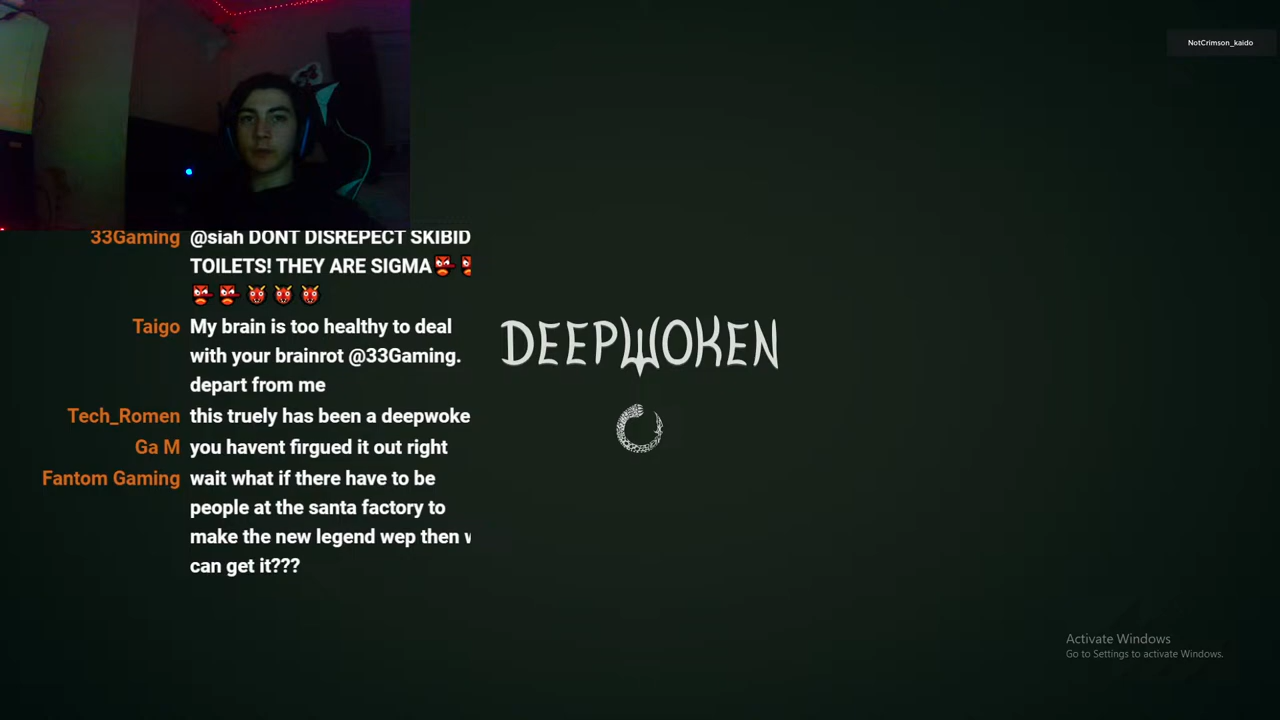 NotCrimson_kaido
33Gaming @siah DONT DISREPECT SKIBID
TOILETS! THEY ARE SIGMA
Taigo My brain is too healthy to deal
with your brainrot @33Gaming.
depart from me
Tech_Romen this truely has been a deepwoke
Ga M you havent firgued it out right
Fantom Gaming wait what if there have to be
people at the santa factory to
make the new legend wep then
can get it???
DEEPWOKEN
Activate Windows
Go to Settings to activate Windows.